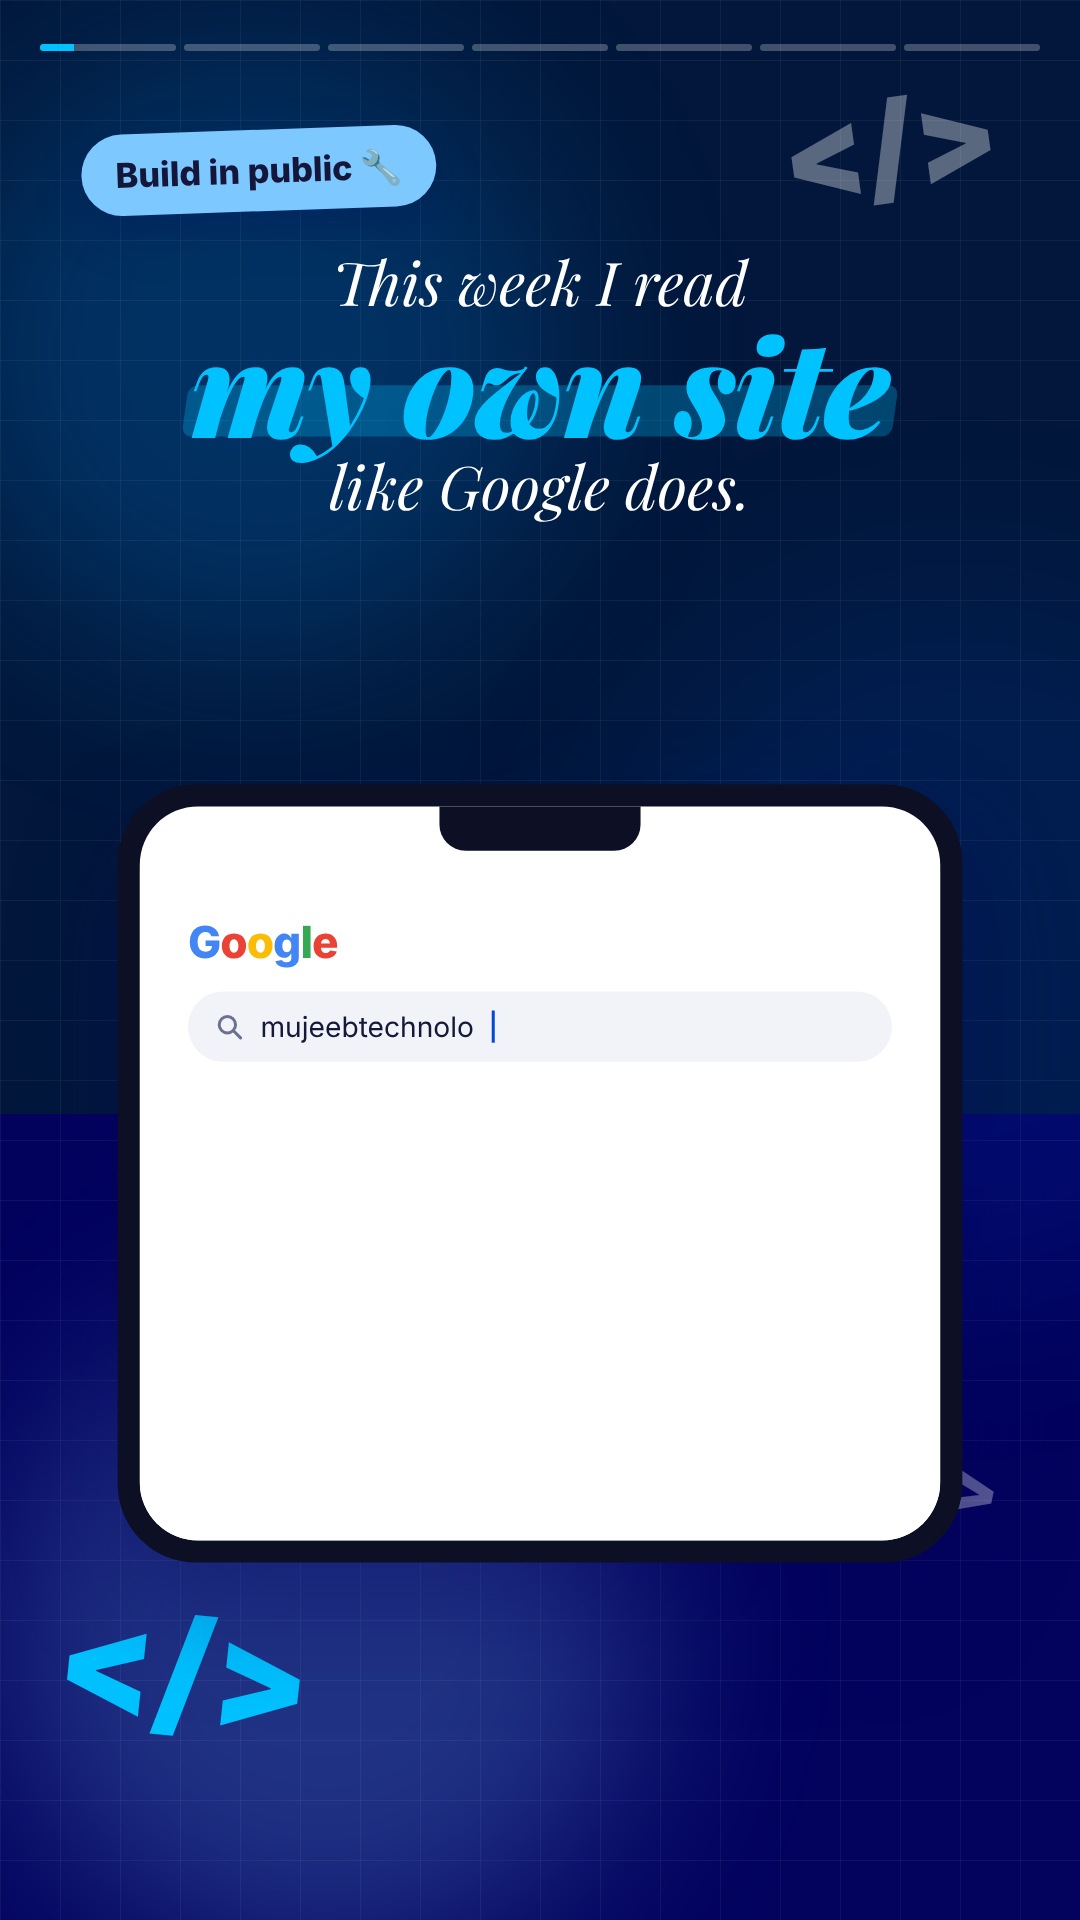 </>
Build in public 🔧
This week I read
my own site
like Google does.
Google
mujeebtechnolo
>
</>